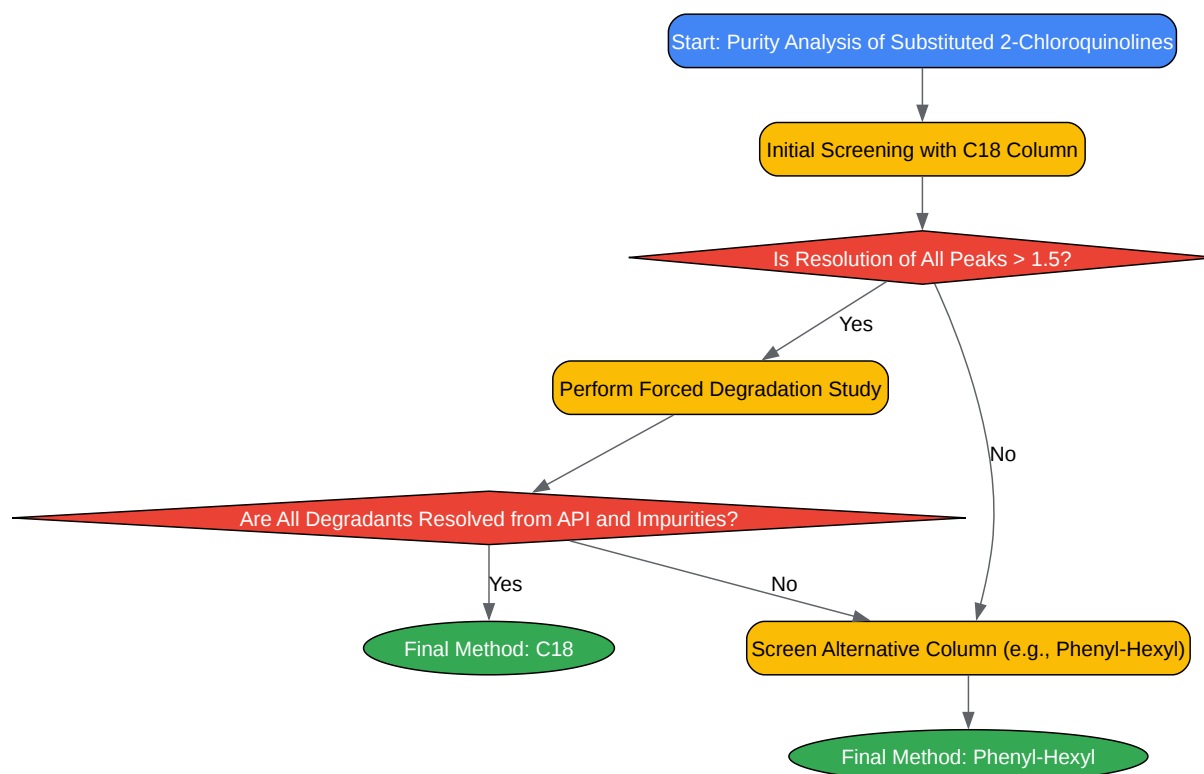 Start: Purity Analysis of Substituted 2-Chloroquinolines
Initial Screening with C18 Column
Is Resolution of All Peaks > 1.5?
Yes
Perform Forced Degradation Study
No
Are All Degradants Resolved from API and Impurities?
Yes
No
Final Method: C18
Screen Alternative Column (e.g., Phenyl-Hexyl)
Final Method: Phenyl-Hexyl